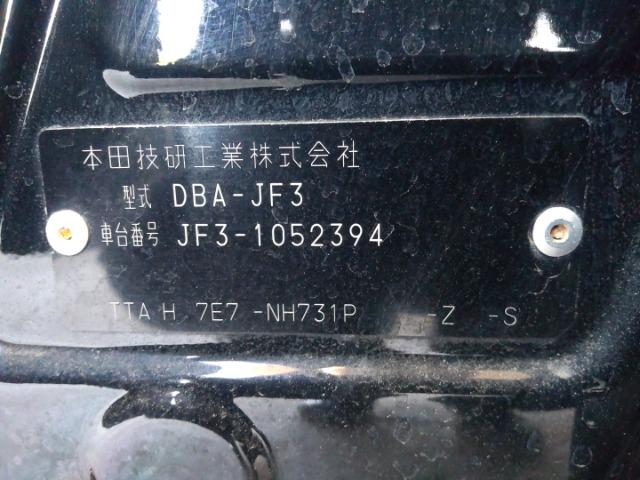 本田技研工業株式会社
型式 DBA-JF3
車台番号 JF3-1052394
TTA H 7E7 -NH731P -Z -S